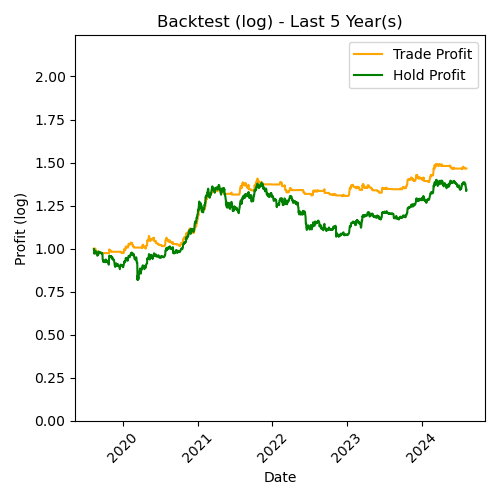 Backtest (log) - Last 5 Year(s)
Trade Profit
Hold Profit
2.00
1.75
1.50
1.25
1.00
0.75
0.50
0.25
0.00
Profit (log)
2020
2021
2022
2023
2024
Date